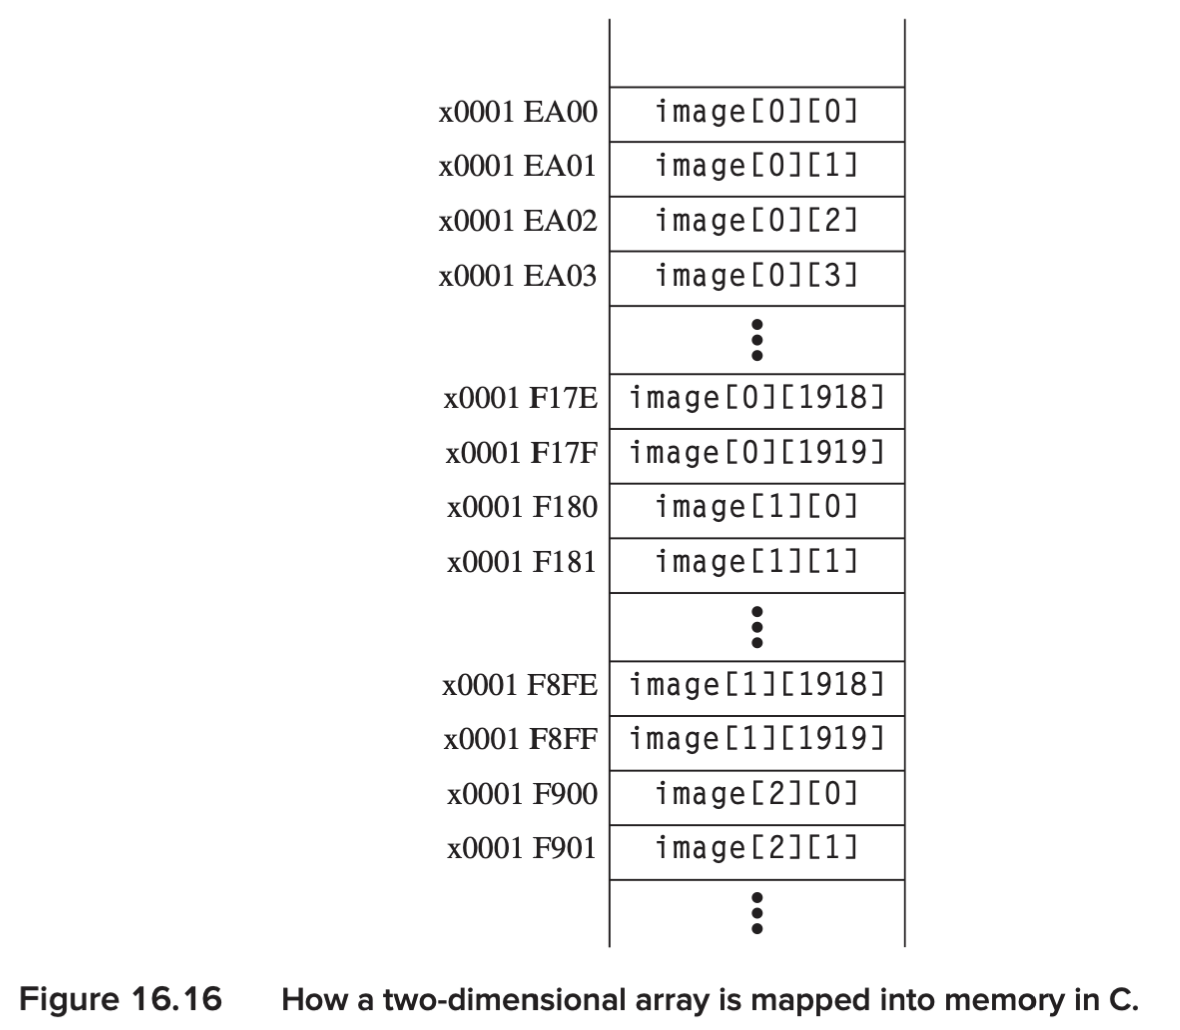 x0001 EA00 image[0][0]
x0001 EA01 image[0][1]
x0001 EA02 image[0][2]
x0001 EA03 image[0][3]
x0001 F17E image[0][1918]
x0001 F17F image[0][1919]
x0001 F180 image[1][0]
x0001 F181 image[1][1]
x0001 F8FE image[1][1918]
x0001 F8FF image[1][1919]
x0001 F900 image[2][0]
x0001 F901 image[2][1]
Figure 16.16 How a two-dimensional array is mapped into memory in C.